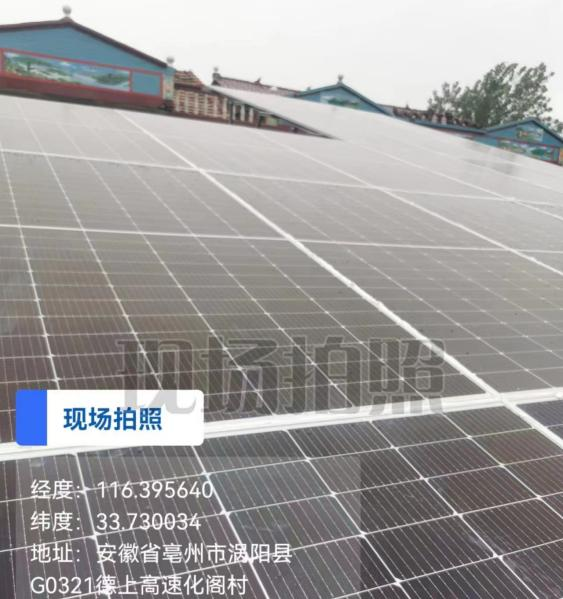 现场拍照
现场拍照
经度：116.395640
纬度：33.730034
地址：安徽省亳州市涡阳县
G0321德上高速化阁村